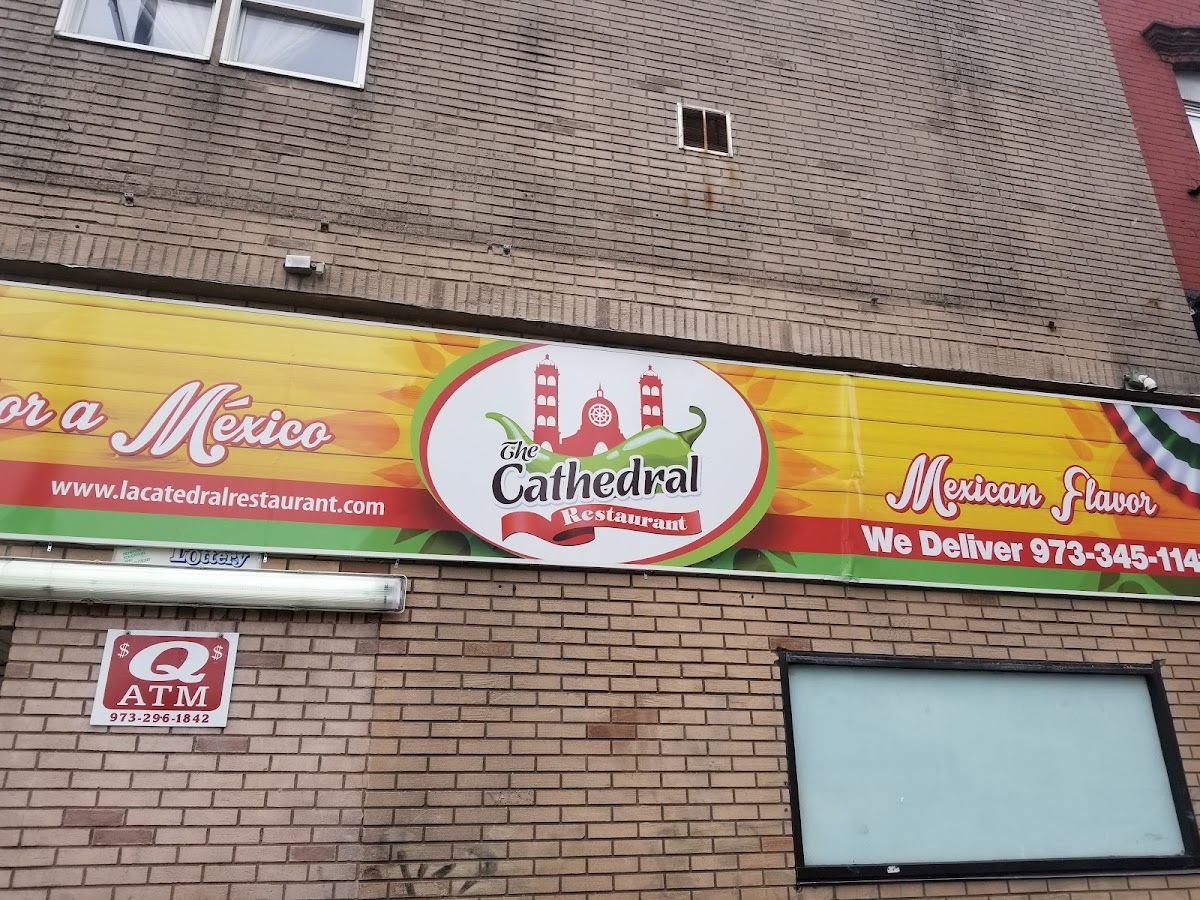 or a México
www.lacatedralrestaurant.com
The
Cathedral
Restaurant
Mexican Flavor
We Deliver 973-345-114
Lottery
$ Q $
ATM
973-296-1842